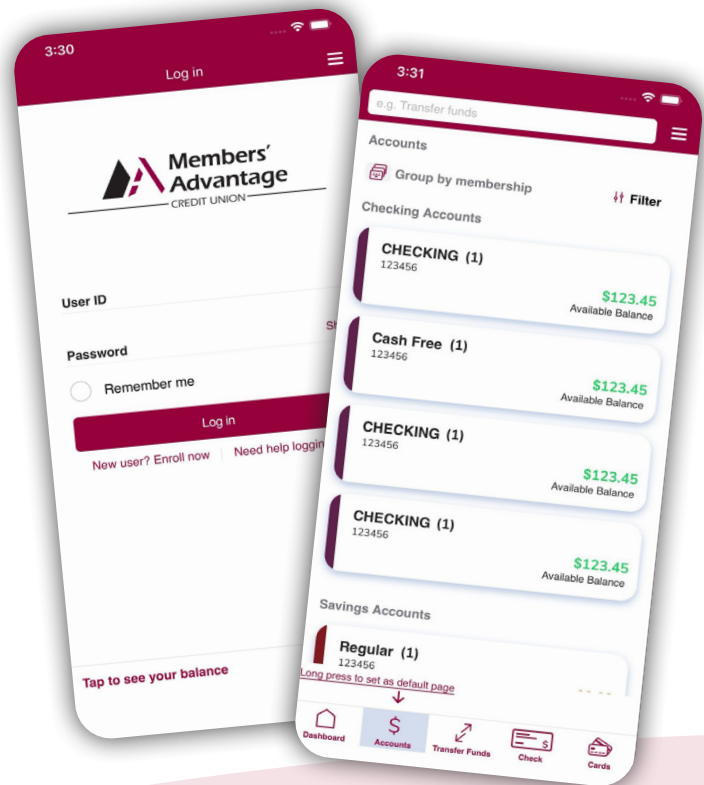 3:30
Log in
Members'
Advantage
CREDIT UNION
User ID
Password
Remember me
Log in
New user? Enroll now
Need help
Tap to see your balance
3:31
e.g. Transfer funds
Accounts
Group by membership
Filter
Checking Accounts
CHECKING (1)
123456
$123.45
Available Balance
Cash Free (1)
123456
$123.45
Available Balance
CHECKING (1)
123456
$123.45
Available Balance
CHECKING (1)
123456
$123.45
Available Balance
Savings Accounts
Regular (1)
123456
Long press to set as default page
Dashboard
Accounts
Transfer Funds
Check
Cards